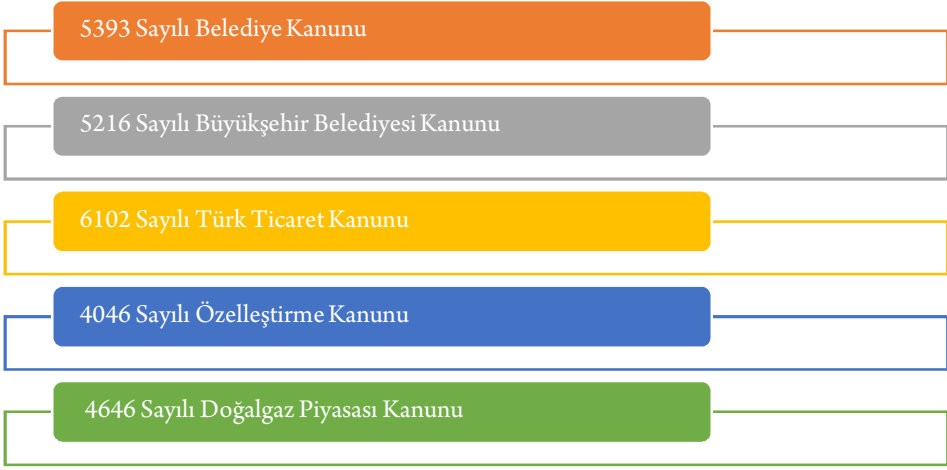 5393 Sayılı Belediye Kanunu
5216 Sayılı Büyükşehir Belediyesi Kanunu
6102 Sayılı Türk Ticaret Kanunu
4046 Sayılı Özelleştirme Kanunu
4646 Sayılı Doğalgaz Piyasası Kanunu